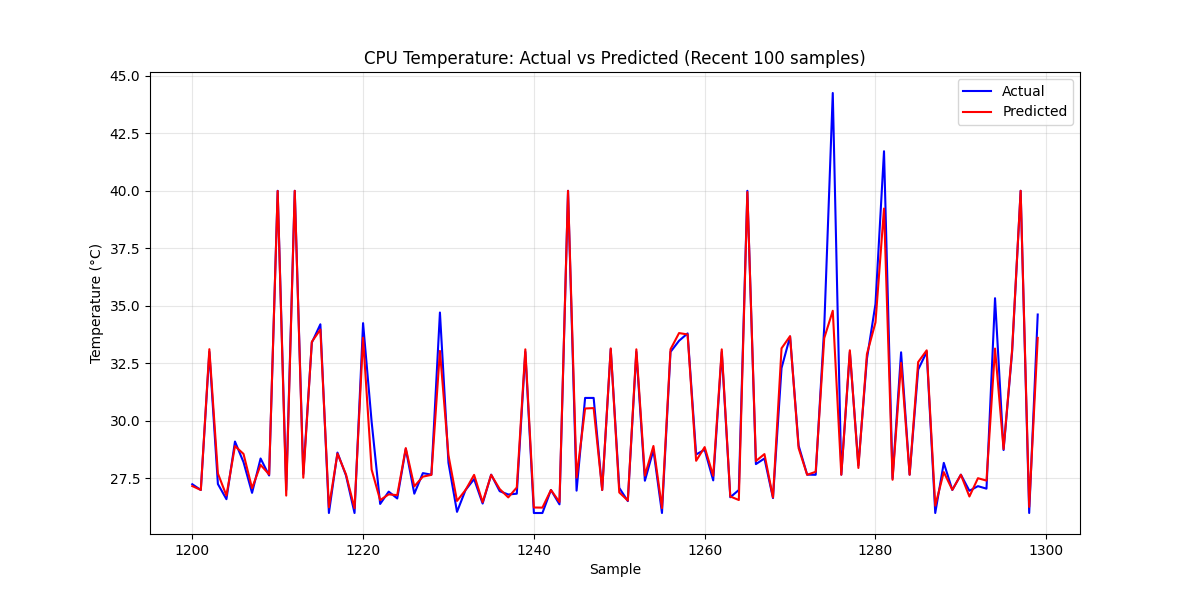 CPU Temperature: Actual vs Predicted (Recent 100 samples)
Actual
Predicted
Temperature (°C)
45.0
42.5
40.0
37.5
35.0
32.5
30.0
27.5
1200 1220 1240 1260 1280 1300
Sample